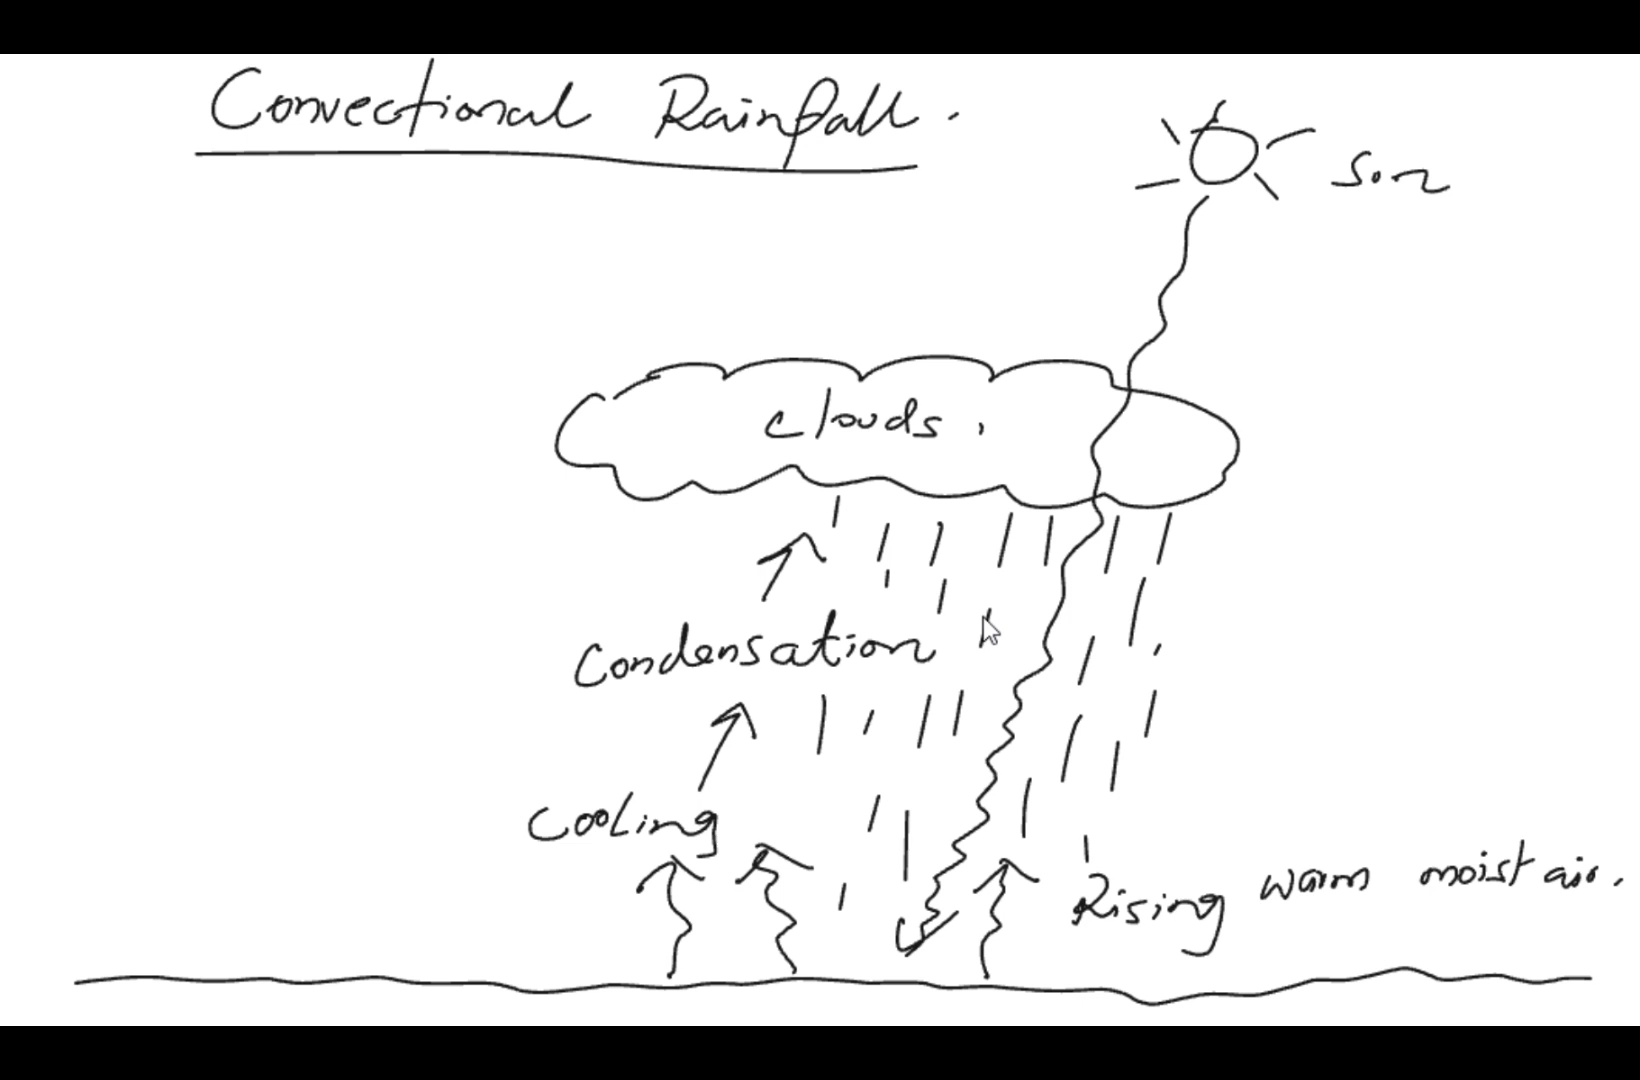 Convectional Rainfall.
Sun
Clouds.
Condensation
Cooling
Rising warm moist air.